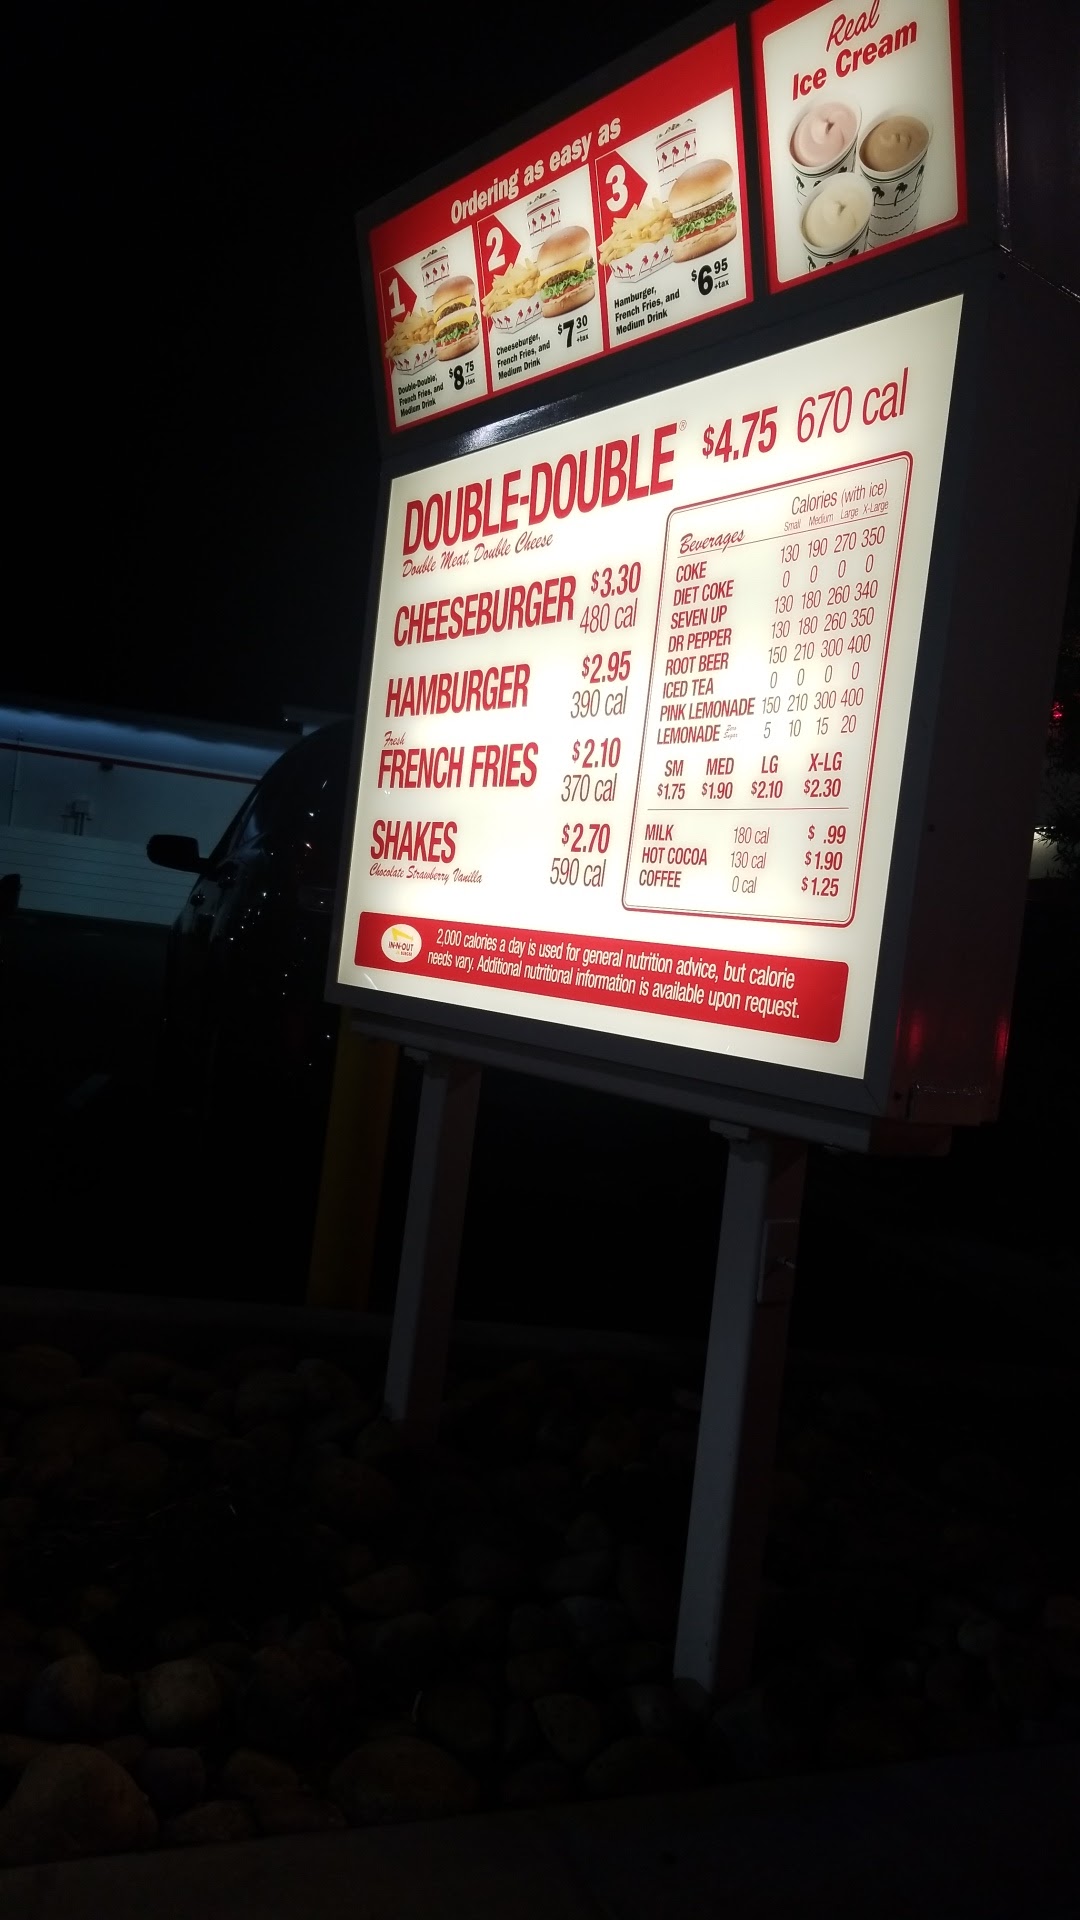 Ordering as easy as
1
Double-Double,
French Fries, and
Medium Drink
$8 75
+tax
2
Cheeseburger,
French Fries, and
Medium Drink
$7 30
+tax
3
Hamburger,
French Fries, and
Medium Drink
$6 95
+tax
Real
Ice Cream
DOUBLE-DOUBLE® $4.75 670 cal
Double Meat, Double Cheese
CHEESEBURGER $3.30
480 cal
HAMBURGER $2.95
390 cal
Fresh
FRENCH FRIES $2.10
370 cal
SHAKES $2.70
Chocolate Strawberry Vanilla 590 cal
Calories (with ice)
Beverages Small Medium Large X-Large
COKE 130 190 270 350
DIET COKE 0 0 0 0
SEVEN UP 130 180 260 340
DR PEPPER 130 180 260 350
ROOT BEER 150 210 300 400
ICED TEA 0 0 0 0
PINK LEMONADE 150 210 300 400
LEMONADE Zero Sugar 5 10 15 20
SM MED LG X-LG
$1.75 $1.90 $2.10 $2.30
MILK 180 cal $ .99
HOT COCOA 130 cal $1.90
COFFEE 0 cal $1.25
IN-N-OUT
BURGER
2,000 calories a day is used for general nutrition advice, but calorie
needs vary. Additional nutritional information is available upon request.